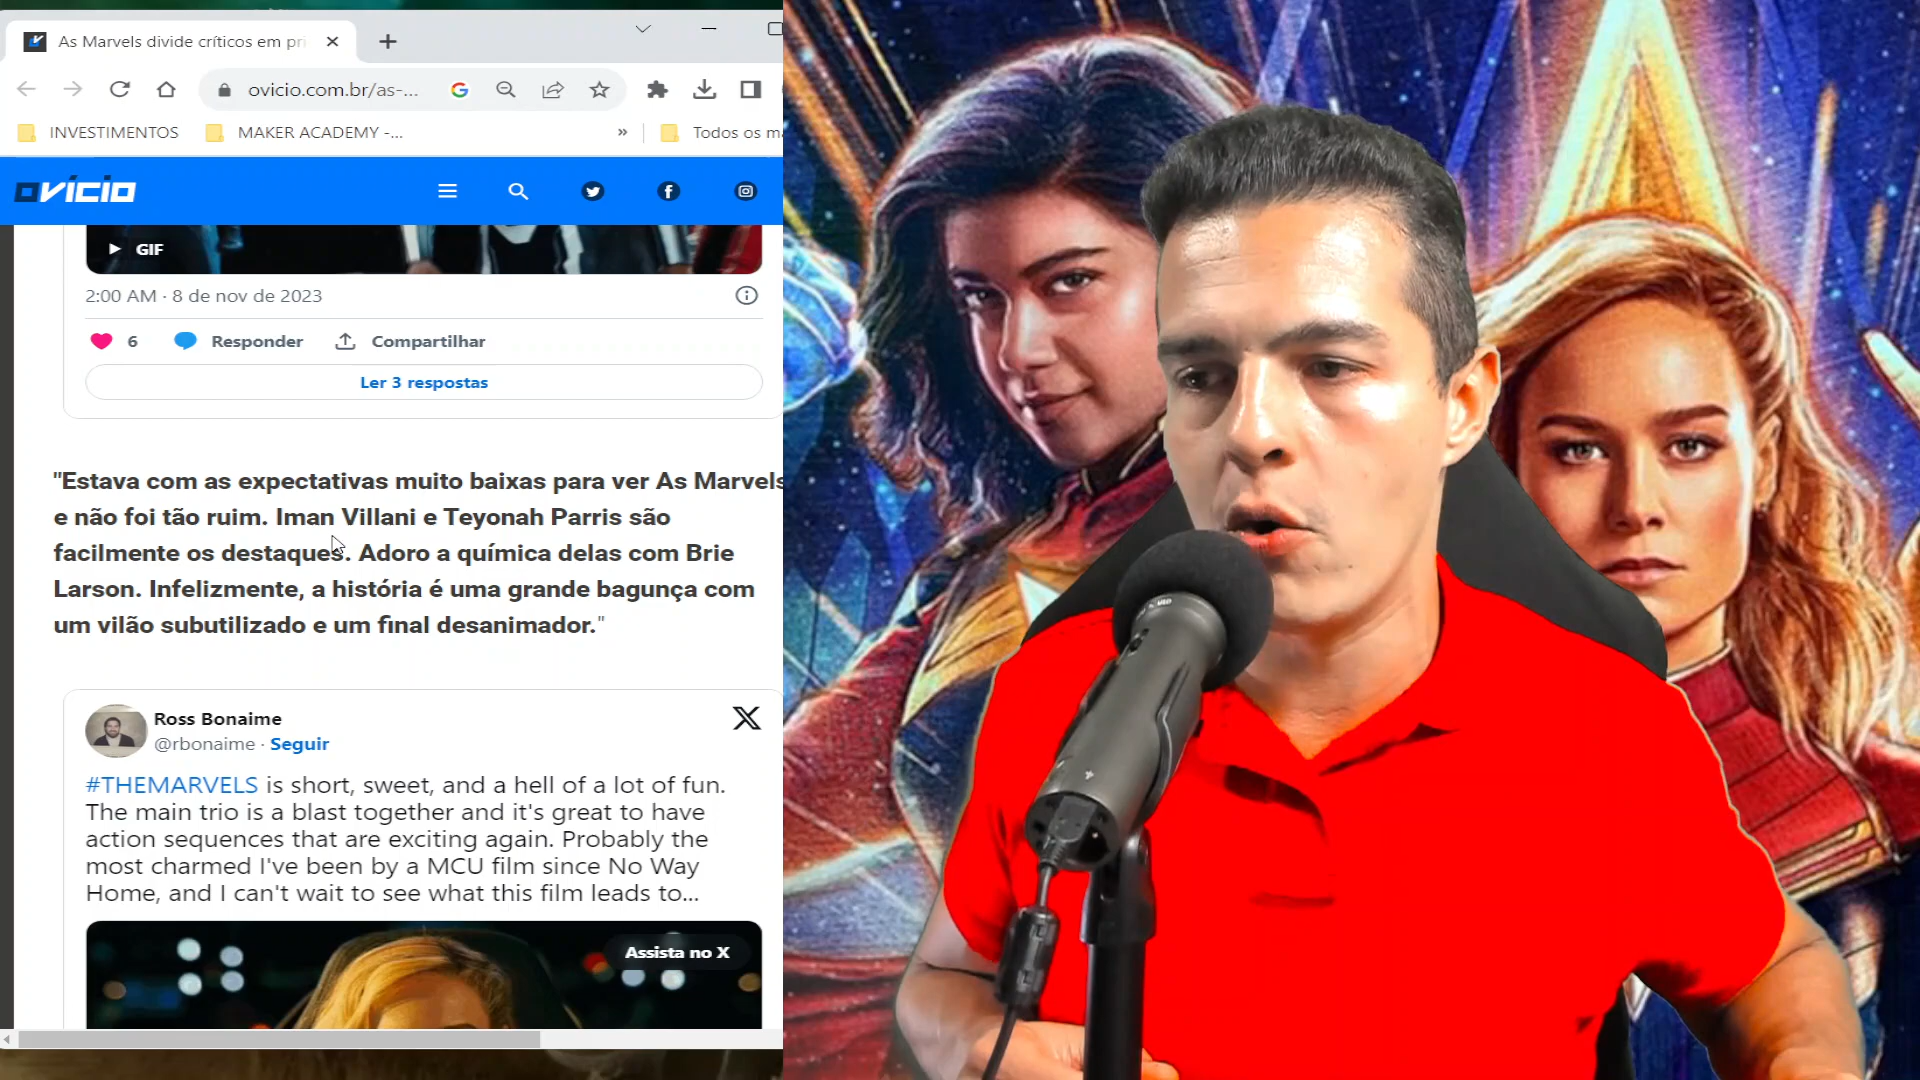 As Marvels divide críticos em pri
ovicio.com.br/as-...
INVESTIMENTOS
MAKER ACADEMY -...
»
Todos os ma
ovicio
GIF
2:00 AM · 8 de nov de 2023
6 Responder Compartilhar
Ler 3 respostas
"Estava com as expectativas muito baixas para ver As Marvels
e não foi tão ruim. Iman Villani e Teyonah Parris são
facilmente os destaques. Adoro a química delas com Brie
Larson. Infelizmente, a história é uma grande bagunça com
um vilão subutilizado e um final desanimador."
Ross Bonaime
@rbonaime · Seguir
#THEMARVELS is short, sweet, and a hell of a lot of fun.
The main trio is a blast together and it's great to have
action sequences that are exciting again. Probably the
most charmed I've been by a MCU film since No Way
Home, and I can't wait to see what this film leads to...
Assista no X